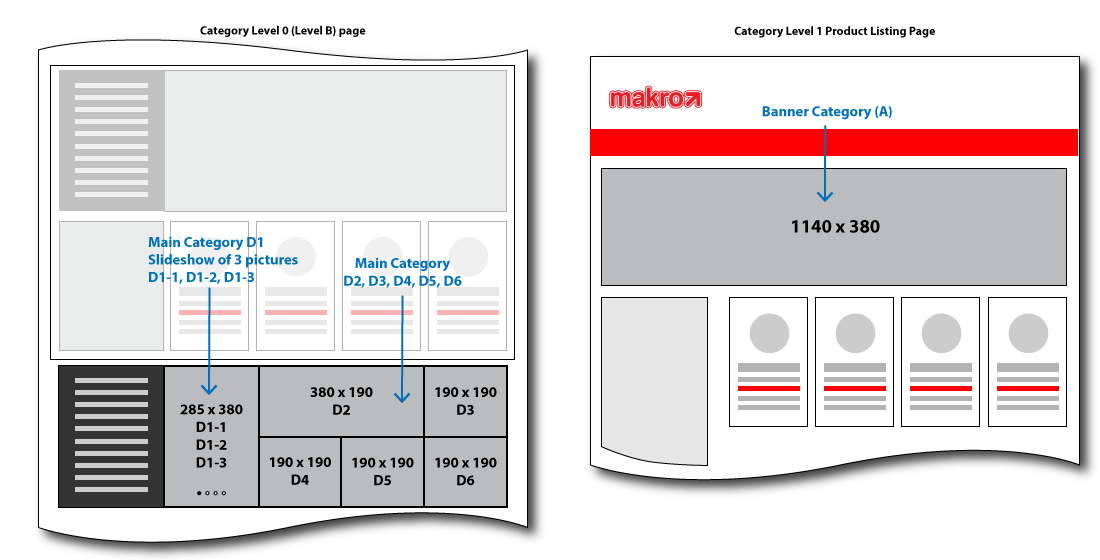 Category Level 0 (Level B) page
Main Category D1
Slideshow of 3 pictures
D1-1, D1-2, D1-3
Main Category
D2, D3, D4, D5, D6
285 x 380
D1-1
D1-2
D1-3
380 x 190
D2
190 x 190
D3
190 x 190
D4
190 x 190
D5
190 x 190
D6
Category Level 1 Product Listing Page
makro
Banner Category (A)
1140 x 380